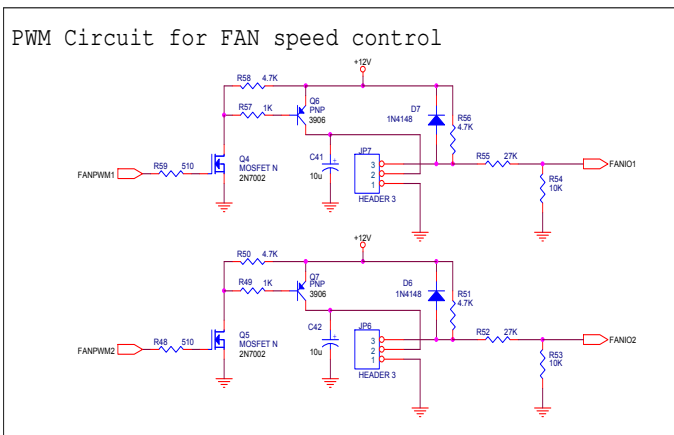 PWM Circuit for FAN speed control
+12V
R58 4.7K
R57 1K
Q6
PNP
3906
D7
1N4148
R56
4.7K
Q4
MOSFET N
2N7002
C41
10u
JP7
3
2
1
HEADER 3
R55 27K
FANIO1
R54
10K
FANPWM1
R59 510
+12V
R50 4.7K
R49 1K
Q7
PNP
3906
D6
1N4148
R51
4.7K
Q5
MOSFET N
2N7002
C42
10u
JP6
3
2
1
HEADER 3
R52 27K
FANIO2
R53
10K
FANPWM2
R48 510